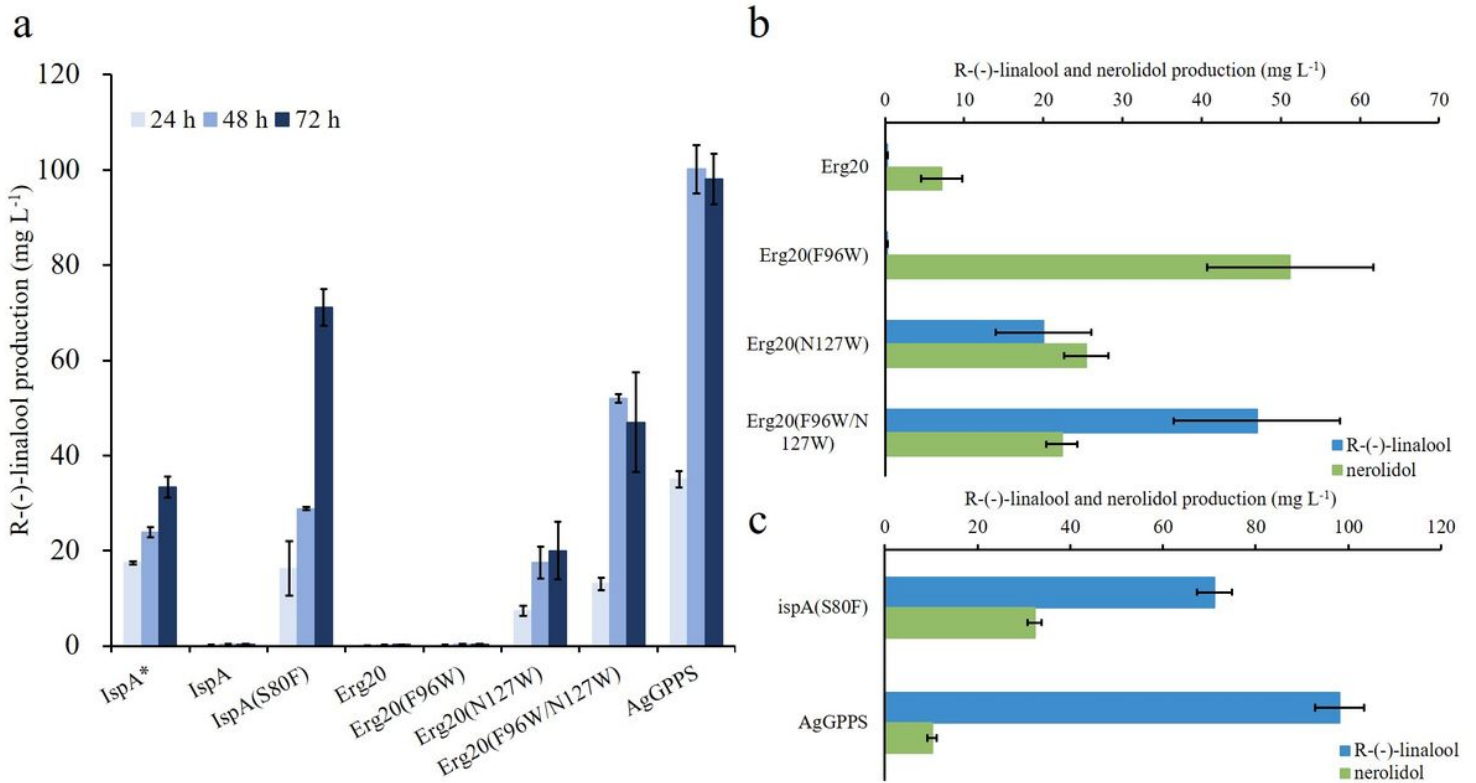 a
R-(-)-linalool production (mg L-1)
120
100
80
60
40
20
0
24 h 48 h 72 h
IspA*
IspA
IspA(S80F)
Erg20
Erg20(F96W)
Erg20(N127W)
Erg20(F96W/N127W)
AgGPPS
b
R-(-)-linalool and nerolidol production (mg L-1)
0 10 20 30 40 50 60 70
Erg20
Erg20(F96W)
Erg20(N127W)
Erg20(F96W/N
127W)
R-(-)-linalool
nerolidol
c
R-(-)-linalool and nerolidol production (mg L-1)
0 20 40 60 80 100 120
ispA(S80F)
AgGPPS
R-(-)-linalool
nerolidol